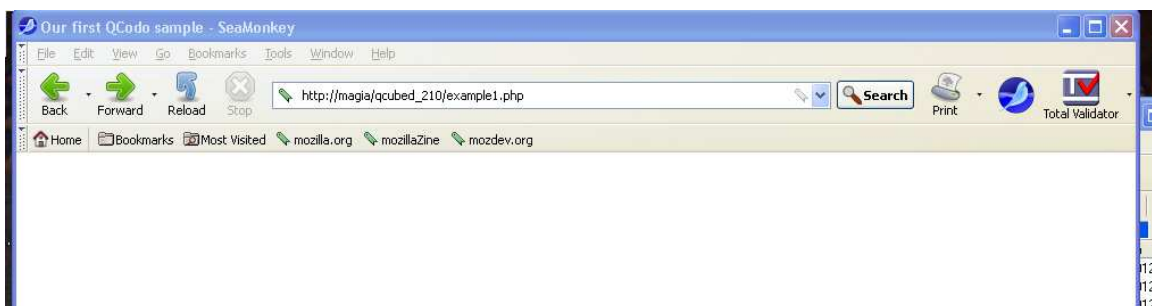 Our first QCodo sample - SeaMonkey
File Edit View Go Bookmarks Tools Window Help
Back Forward Reload Stop http://magia/qcubed_210/example1.php Search Print Total Validator
Home Bookmarks Most Visited mozilla.org mozillaZine mozdev.org